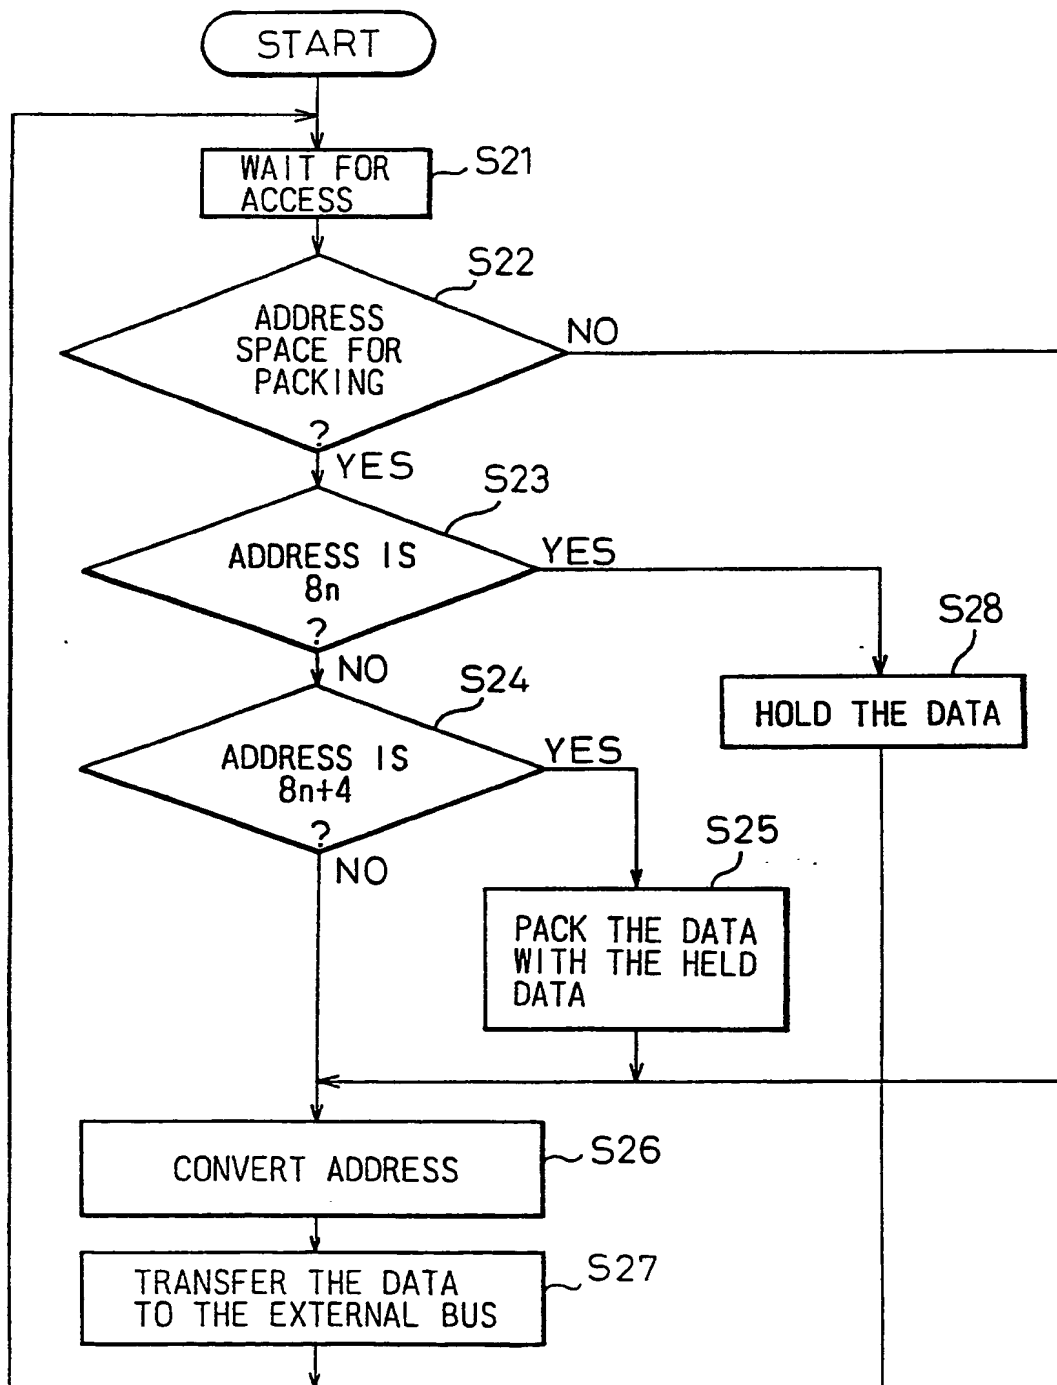 START
WAIT FOR
ACCESS
S21
S22
ADDRESS
SPACE FOR
PACKING
?
NO
YES
S23
ADDRESS IS
8n
?
YES
NO
S28
HOLD THE DATA
S24
ADDRESS IS
8n+4
?
YES
NO
S25
PACK THE DATA
WITH THE HELD
DATA
CONVERT ADDRESS
S26
TRANSFER THE DATA
TO THE EXTERNAL BUS
S27